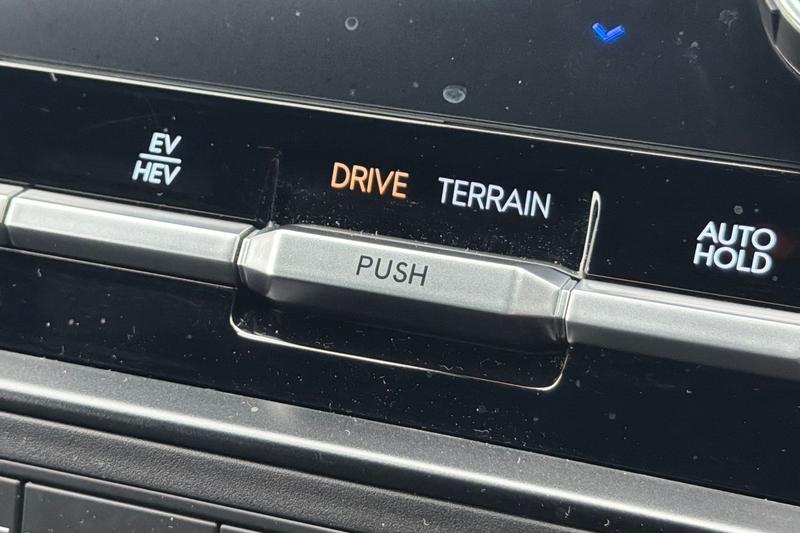 EV
HEV
DRIVE TERRAIN
AUTO
HOLD
PUSH